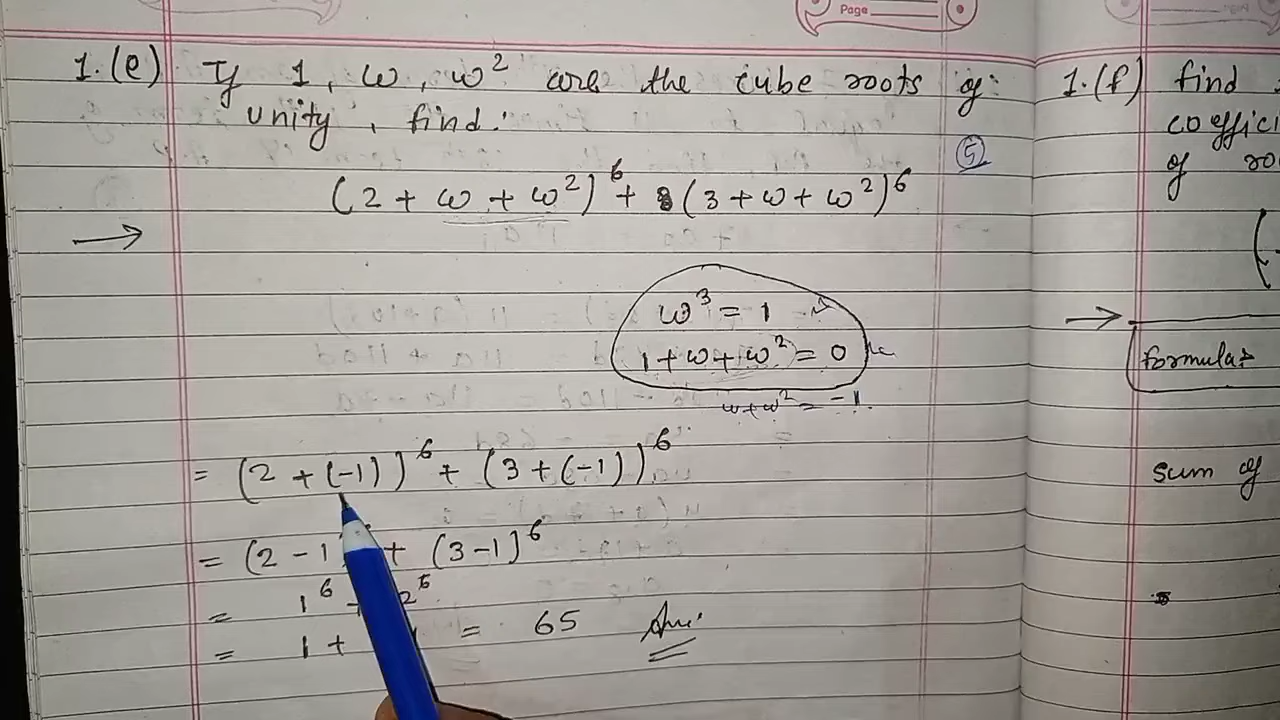 Page
1. (e) If 1, ω, ω² are the cube roots of
unity, find.
⑤
(2 + ω + ω²)⁶ + (3 + ω + ω²)⁶
ω³ = 1
1 + ω + ω² = 0
ω + ω² = -1.
= (2 + (-1))⁶ + (3 + (-1))⁶
= (2 - 1 + (3 - 1)⁶
= 1⁶ + 2⁶
= 1 + = 65 Ans.
1. (f) find
coeffici
of
formula:
sum of